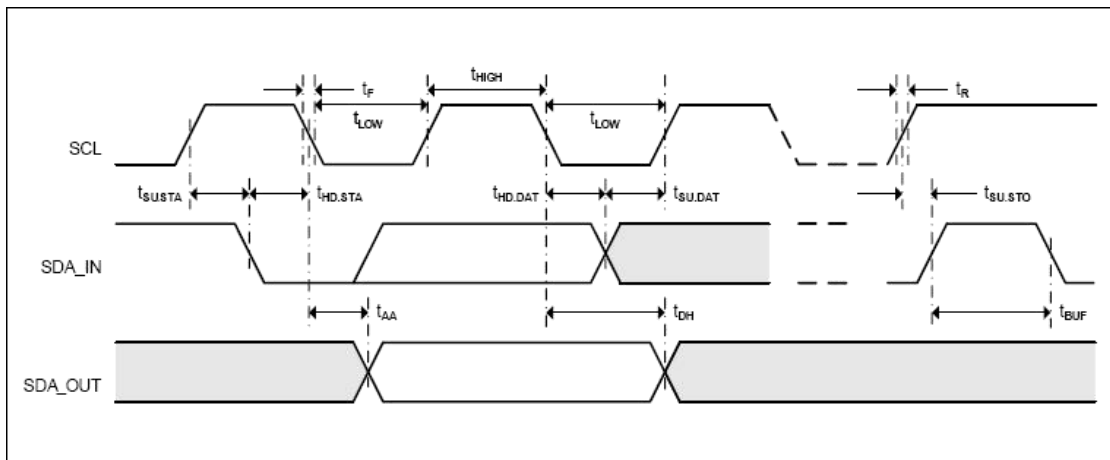 tHIGH
tF
tR
tLOW
tLOW
SCL
tSU.STA
tHD.STA
tHD.DAT
tSU.DAT
tSU.STO
SDA_IN
tAA
tDH
tBUF
SDA_OUT